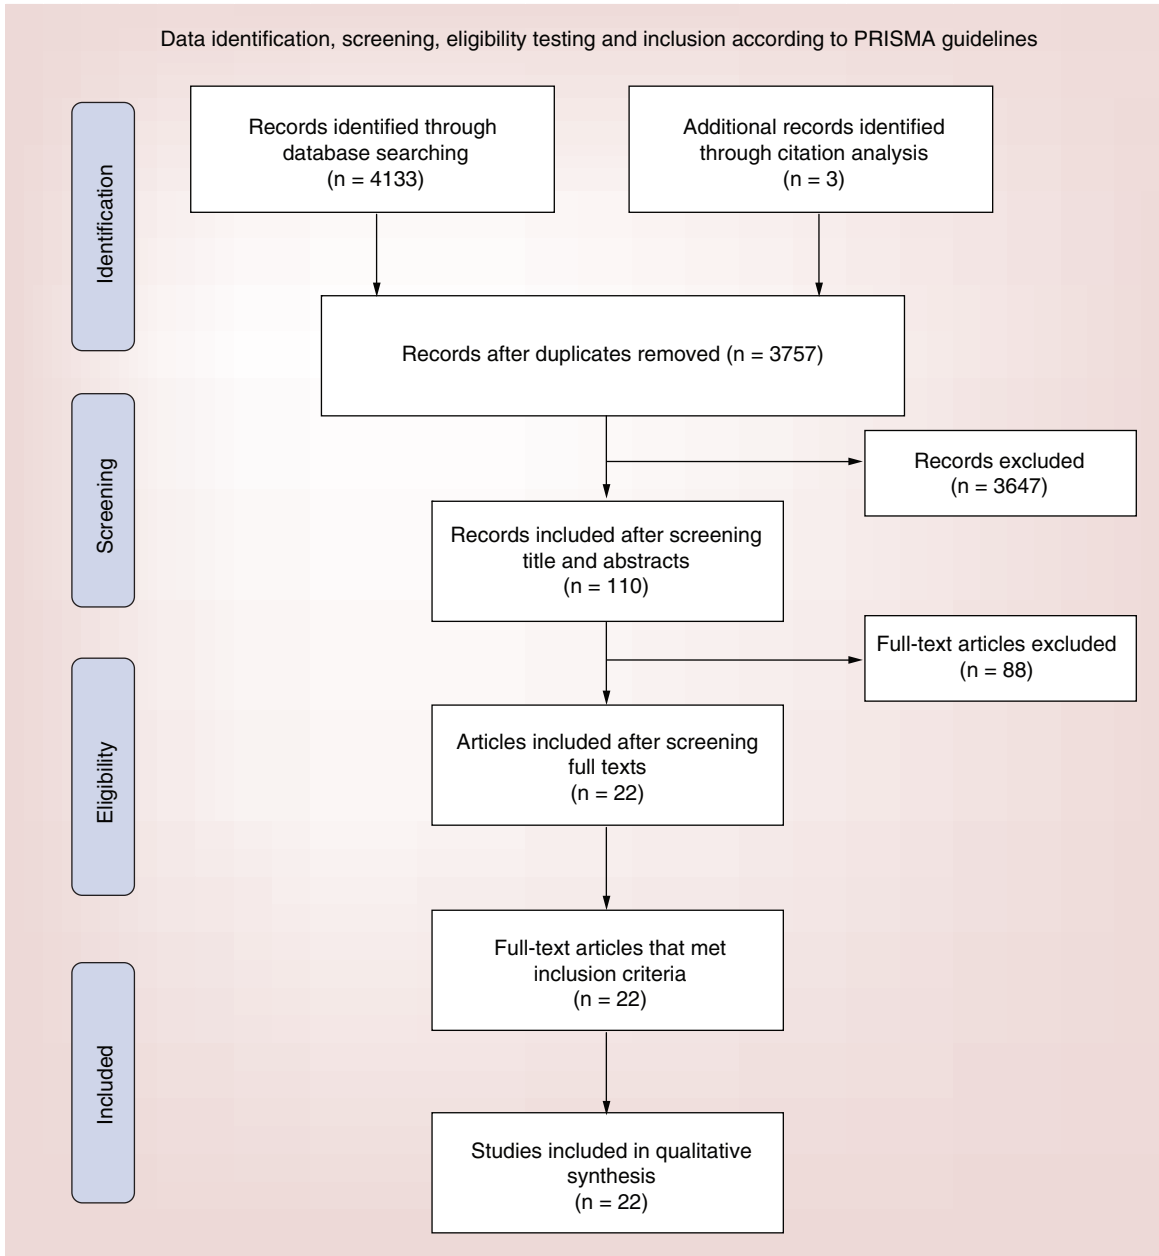 Data identification, screening, eligibility testing and inclusion according to PRISMA guidelines
Identification
Records identified through
database searching
(n = 4133)
Additional records identified
through citation analysis
(n = 3)
Records after duplicates removed (n = 3757)
Screening
Records excluded
(n = 3647)
Records included after screening
title and abstracts
(n = 110)
Full-text articles excluded
(n = 88)
Eligibility
Articles included after screening
full texts
(n = 22)
Full-text articles that met
inclusion criteria
(n = 22)
Included
Studies included in qualitative
synthesis
(n = 22)